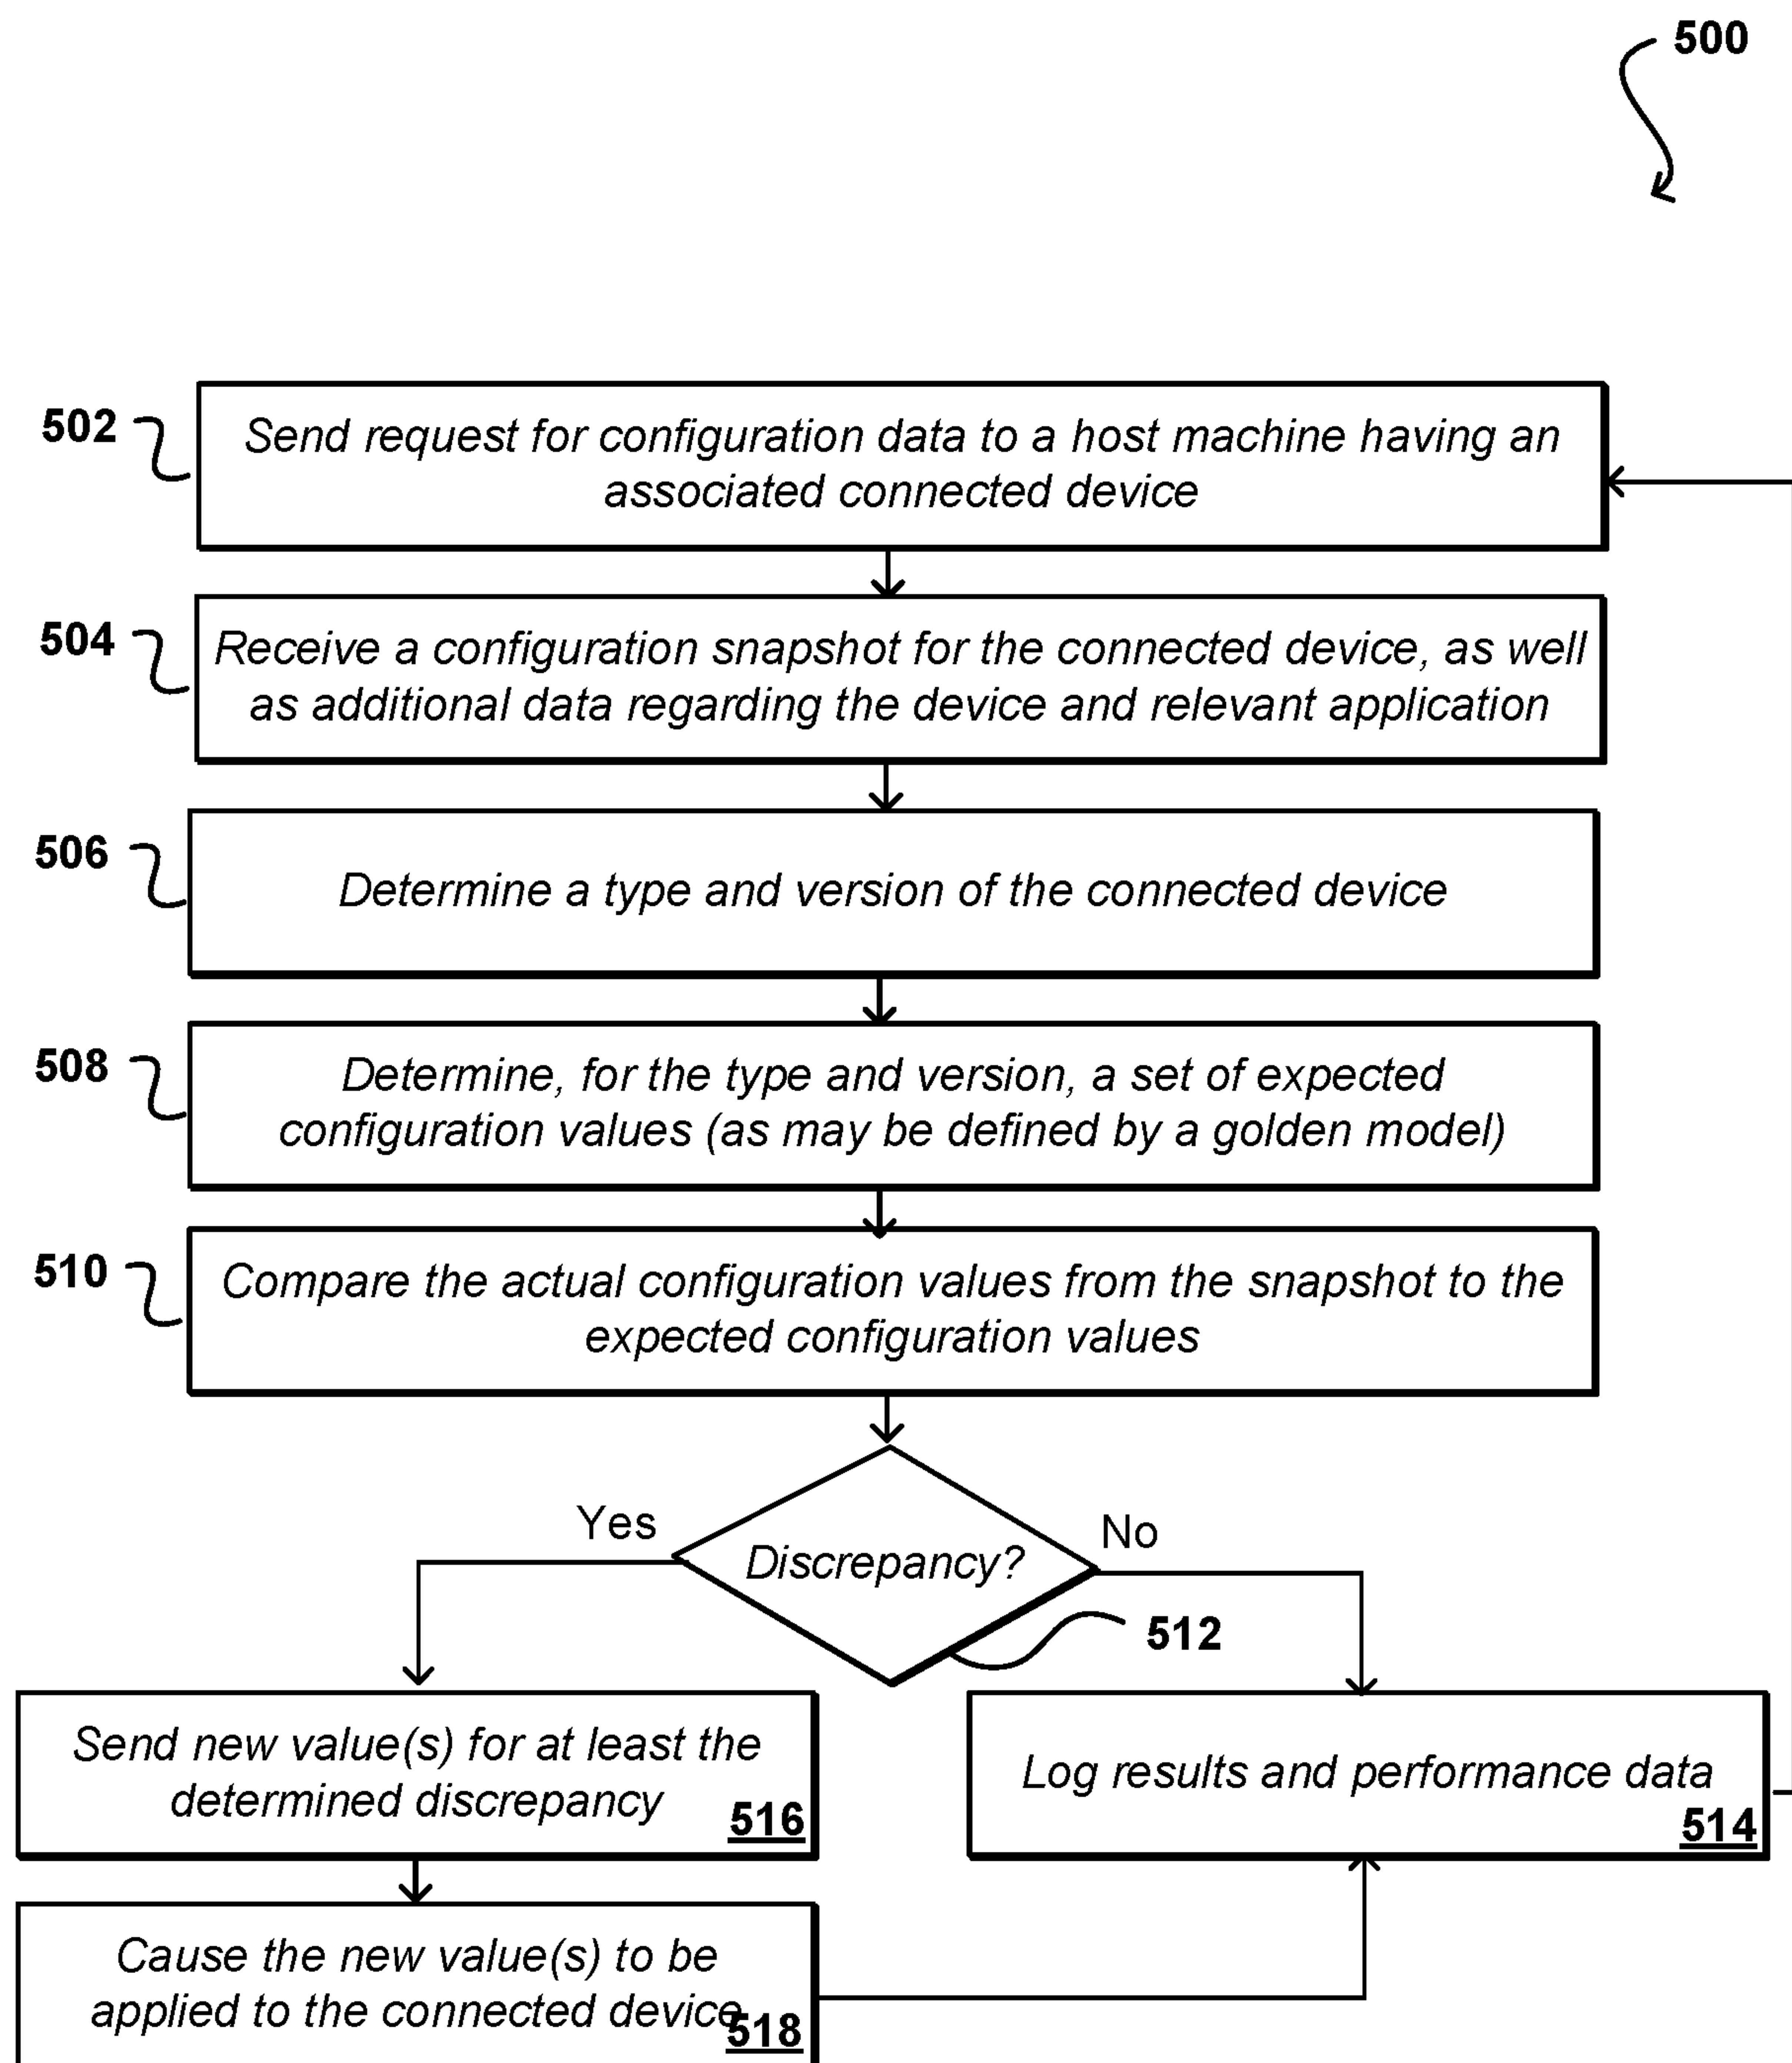 500
502
Send request for configuration data to a host machine having an
associated connected device
504
Receive a configuration snapshot for the connected device, as well
as additional data regarding the device and relevant application
506
Determine a type and version of the connected device
508
Determine, for the type and version, a set of expected
configuration values (as may be defined by a golden model)
510
Compare the actual configuration values from the snapshot to the
expected configuration values
Yes
Discrepancy?
No
512
Send new value(s) for at least the
determined discrepancy
516
Log results and performance data
514
Cause the new value(s) to be
applied to the connected device
518